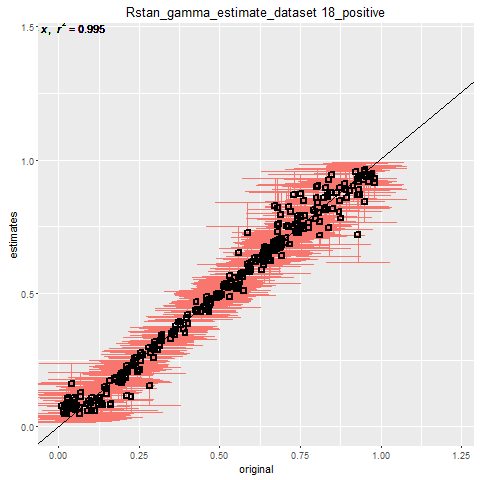 Rstan_gamma_estimate_dataset 18_positive
x, r² = 0.995
1.5
1.0
0.5
0.0
estimates
0.00 0.25 0.50 0.75 1.00 1.25
original